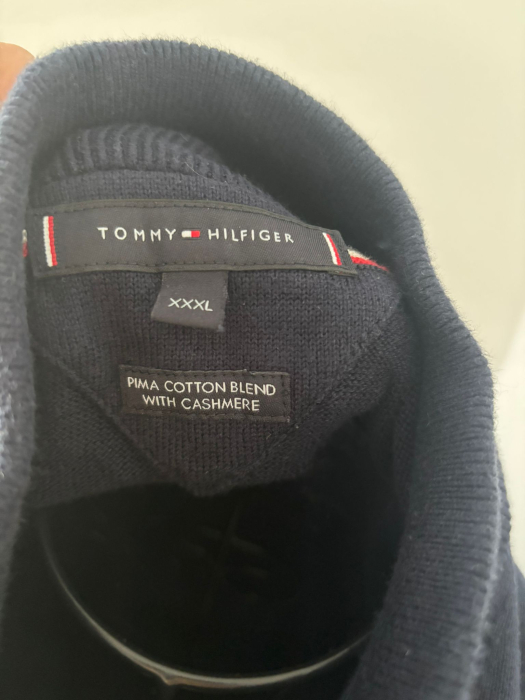 TOMMY HILFIGER
XXXL
PIMA COTTON BLEND
WITH CASHMERE